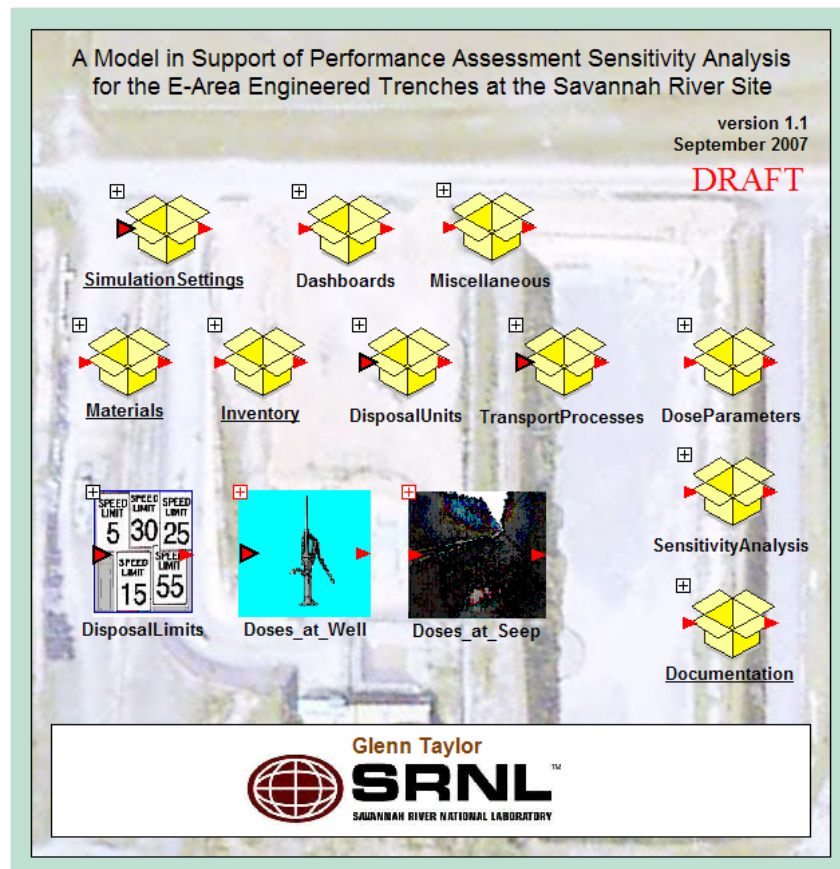 A Model in Support of Performance Assessment Sensitivity Analysis
for the E-Area Engineered Trenches at the Savannah River Site
version 1.1
September 2007
DRAFT
SimulationSettings
Dashboards
Miscellaneous
Materials
Inventory
DisposalUnits
TransportProcesses
DoseParameters
SPEED
LIMIT
5
SPEED
LIMIT
30
SPEED
LIMIT
25
SPEED
LIMIT
15
SPEED
LIMIT
55
SensitivityAnalysis
DisposalLimits
Doses_at_Well
Doses_at_Seep
Documentation
Glenn Taylor
SRNL™
SAVANNAH RIVER NATIONAL LABORATORY